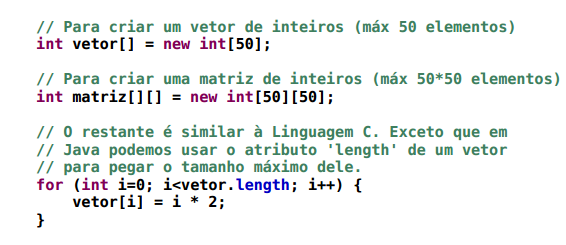 // Para criar um vetor de inteiros (máx 50 elementos)
int vetor[] = new int[50];
// Para criar uma matriz de inteiros (máx 50*50 elementos)
int matriz[][] = new int[50][50];
// O restante é similar à Linguagem C. Exceto que em
// Java podemos usar o atributo 'length' de um vetor
// para pegar o tamanho máximo dele.
for (int i=0; i<vetor.length; i++) {
    vetor[i] = i * 2;
}